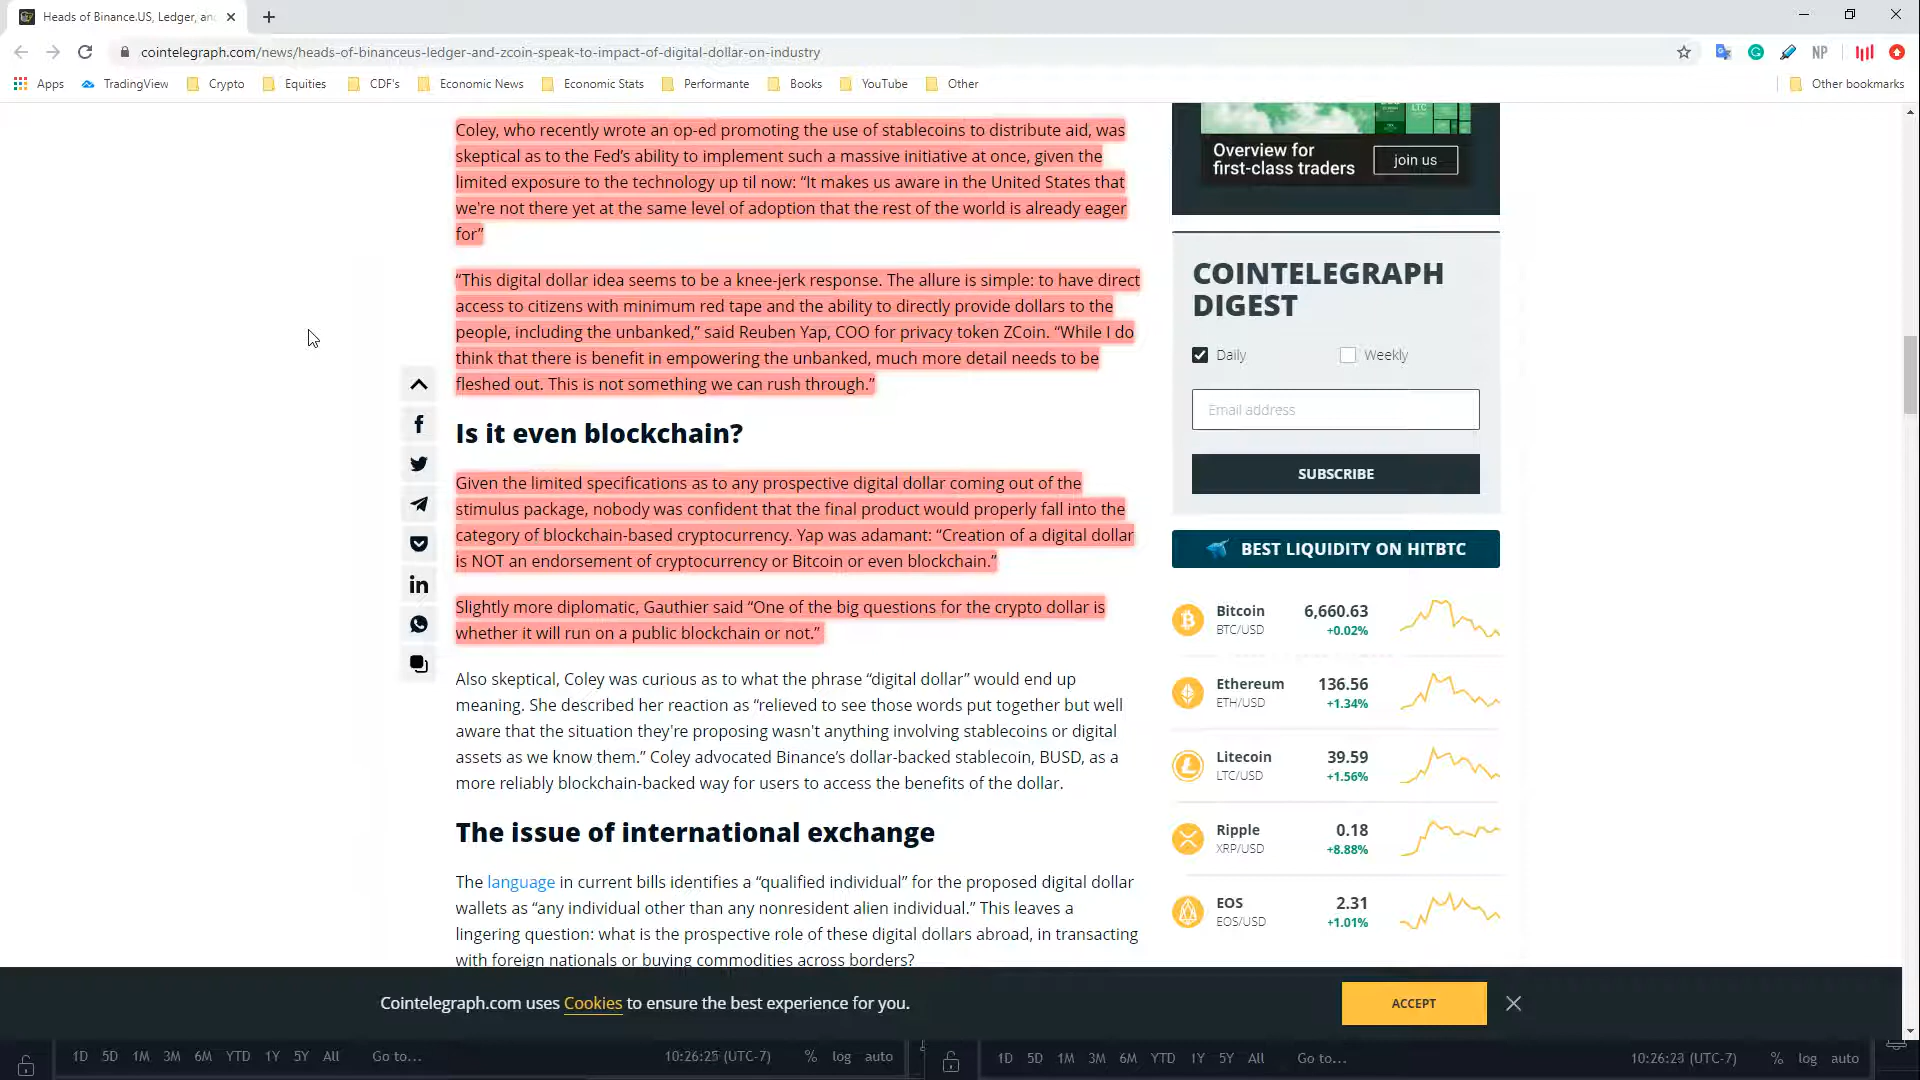 Heads of Binance.US, Ledger, an
cointelegraph.com/news/heads-of-binanceus-ledger-and-zcoin-speak-to-impact-of-digital-dollar-on-industry
NP
Apps
TradingView
Crypto
Equities
CDF's
Economic News
Economic Stats
Performante
Books
YouTube
Other
Other bookmarks
Coley, who recently wrote an op-ed promoting the use of stablecoins to distribute aid, was
skeptical as to the Fed’s ability to implement such a massive initiative at once, given the
limited exposure to the technology up til now: “It makes us aware in the United States that
we're not there yet at the same level of adoption that the rest of the world is already eager
for”
“This digital dollar idea seems to be a knee-jerk response. The allure is simple: to have direct
access to citizens with minimum red tape and the ability to directly provide dollars to the
people, including the unbanked,” said Reuben Yap, COO for privacy token ZCoin. “While I do
think that there is benefit in empowering the unbanked, much more detail needs to be
fleshed out. This is not something we can rush through.”
Is it even blockchain?
Given the limited specifications as to any prospective digital dollar coming out of the
stimulus package, nobody was confident that the final product would properly fall into the
category of blockchain-based cryptocurrency. Yap was adamant: “Creation of a digital dollar
is NOT an endorsement of cryptocurrency or Bitcoin or even blockchain.”
Slightly more diplomatic, Gauthier said “One of the big questions for the crypto dollar is
whether it will run on a public blockchain or not.”
Also skeptical, Coley was curious as to what the phrase “digital dollar” would end up
meaning. She described her reaction as “relieved to see those words put together but well
aware that the situation they're proposing wasn't anything involving stablecoins or digital
assets as we know them.” Coley advocated Binance’s dollar-backed stablecoin, BUSD, as a
more reliably blockchain-backed way for users to access the benefits of the dollar.
The issue of international exchange
The language in current bills identifies a “qualified individual” for the proposed digital dollar
wallets as “any individual other than any nonresident alien individual.” This leaves a
lingering question: what is the prospective role of these digital dollars abroad, in transacting
with foreign nationals or buying commodities across borders?
Overview for
first-class traders
join us
COINTELEGRAPH
DIGEST
Daily
Weekly
Email address
SUBSCRIBE
BEST LIQUIDITY ON HITBTC
Bitcoin 6,660.63
BTC/USD +0.02%
Ethereum 136.56
ETH/USD +1.34%
Litecoin 39.59
LTC/USD +1.56%
Ripple 0.18
XRP/USD +8.88%
EOS 2.31
EOS/USD +1.01%
Cointelegraph.com uses Cookies to ensure the best experience for you.
ACCEPT
1D 5D 1M 3M 6M YTD 1Y 5Y All Go to... 10:26:25 (UTC-7) % log auto
1D 5D 1M 3M 6M YTD 1Y 5Y All Go to... 10:26:23 (UTC-7) % log auto